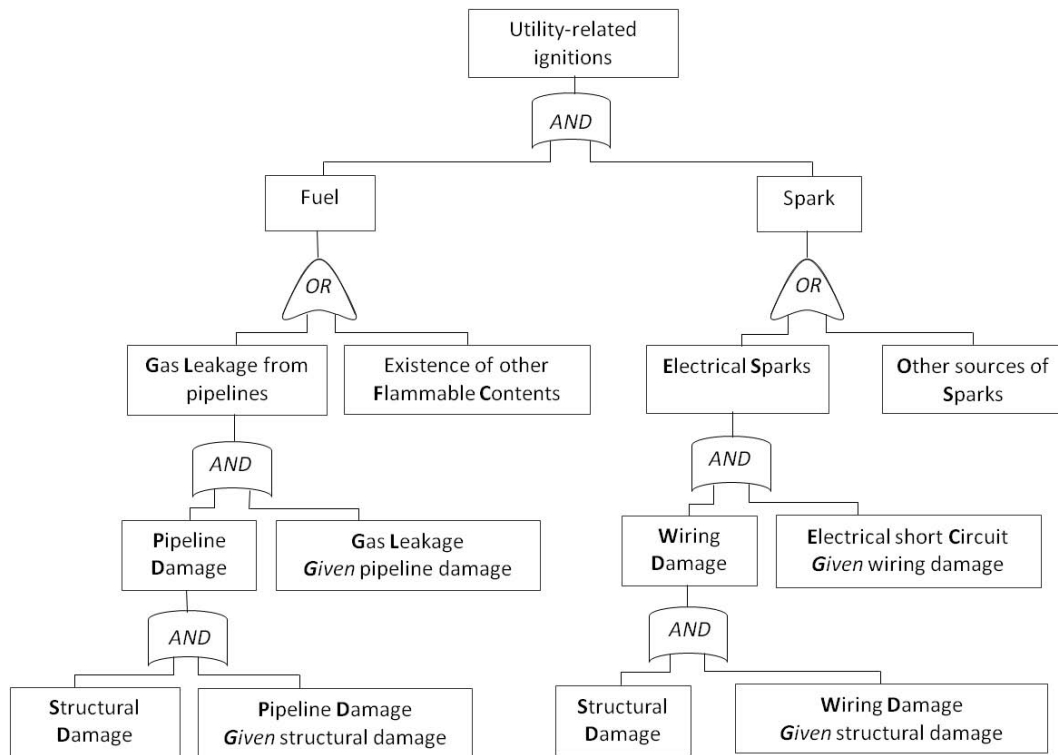 Utility-related
ignitions
AND
Fuel
Spark
OR
OR
Gas Leakage from
pipelines
Existence of other
Flammable Contents
Electrical Sparks
Other sources of
Sparks
AND
AND
Pipeline
Damage
Gas Leakage
Given pipeline damage
Wiring
Damage
Electrical short Circuit
Given wiring damage
AND
AND
Structural
Damage
Pipeline Damage
Given structural damage
Structural
Damage
Wiring Damage
Given structural damage